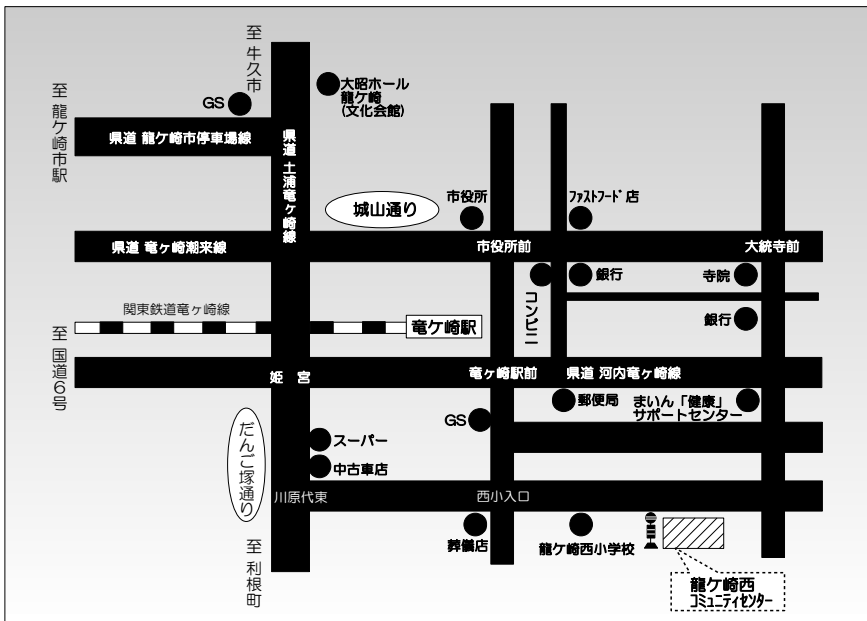 至 牛久市
至 龍ケ崎市駅
GS
大昭ホール
龍ケ崎
(文化会館)
県道 龍ケ崎市停車場線
県道 土浦竜ヶ崎線
城山通り
市役所
ファストフード店
県道 竜ヶ崎潮来線
市役所前
大統寺前
コンビニ
銀行
寺院
関東鉄道竜ヶ崎線
竜ケ崎駅
銀行
至 国道6号
姫 宮
竜ヶ崎駅前
県道 河内竜ヶ崎線
郵便局
まいん「健康」
サポートセンター
GS
だんご塚通り
スーパー
中古車店
川原代東
西小入口
葬儀店
龍ケ崎西小学校
至 利根町
龍ケ崎西
コミュニティセンター